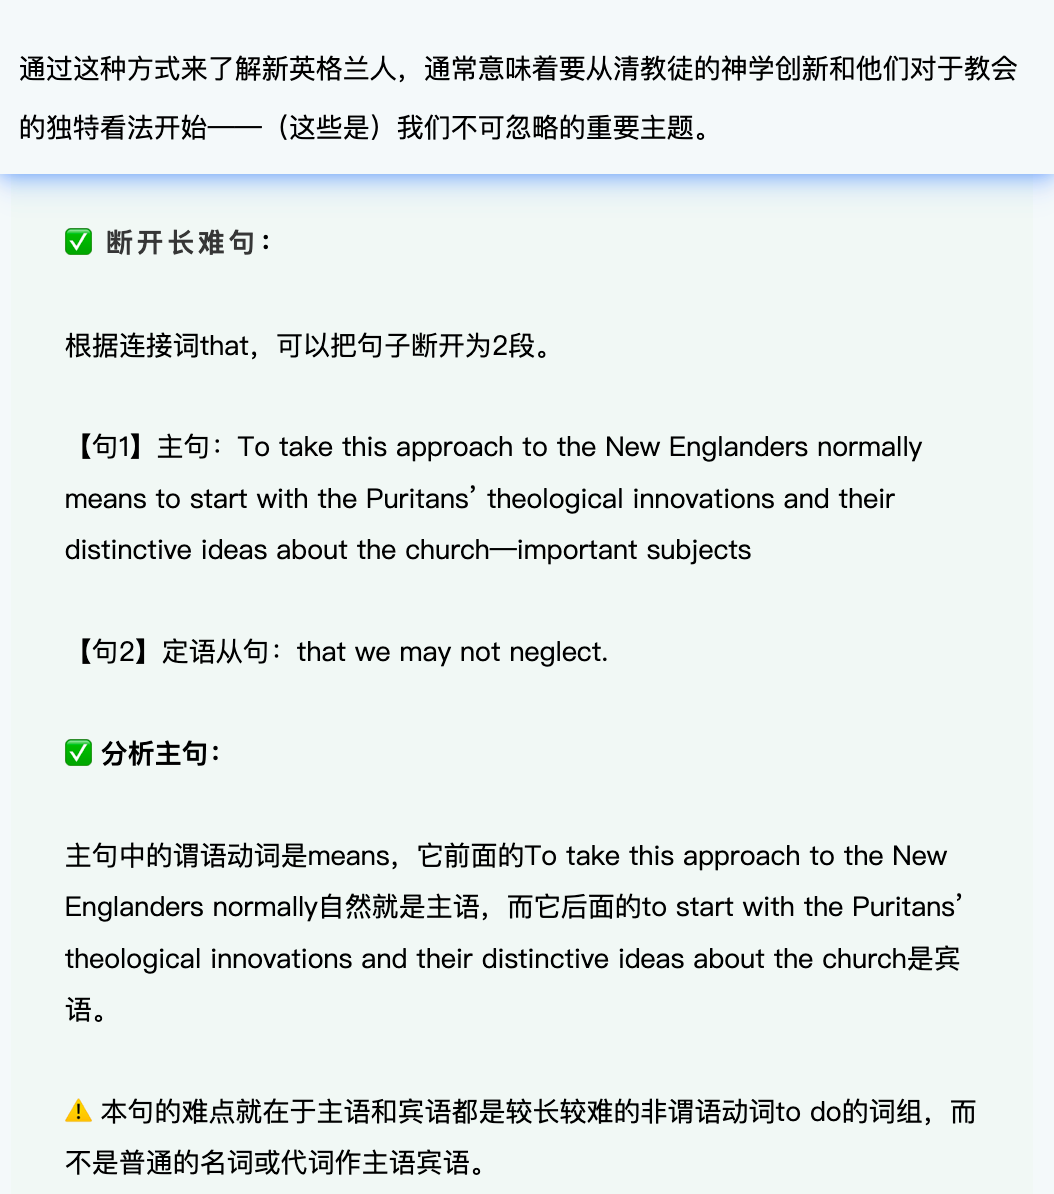 通过这种方式来了解新英格兰人，通常意味着要从清教徒的神学创新和他们对于教会
的独特看法开始——（这些是）我们不可忽略的重要主题。
✅ 断开长难句：
根据连接词that，可以把句子断开为2段。
【句1】主句：To take this approach to the New Englanders normally
means to start with the Puritans’ theological innovations and their
distinctive ideas about the church—important subjects
【句2】定语从句：that we may not neglect.
✅ 分析主句：
主句中的谓语动词是means，它前面的To take this approach to the New
Englanders normally自然就是主语，而它后面的to start with the Puritans’
theological innovations and their distinctive ideas about the church是宾
语。
⚠️ 本句的难点就在于主语和宾语都是较长较难的非谓语动词to do的词组，而
不是普通的名词或代词作主语宾语。